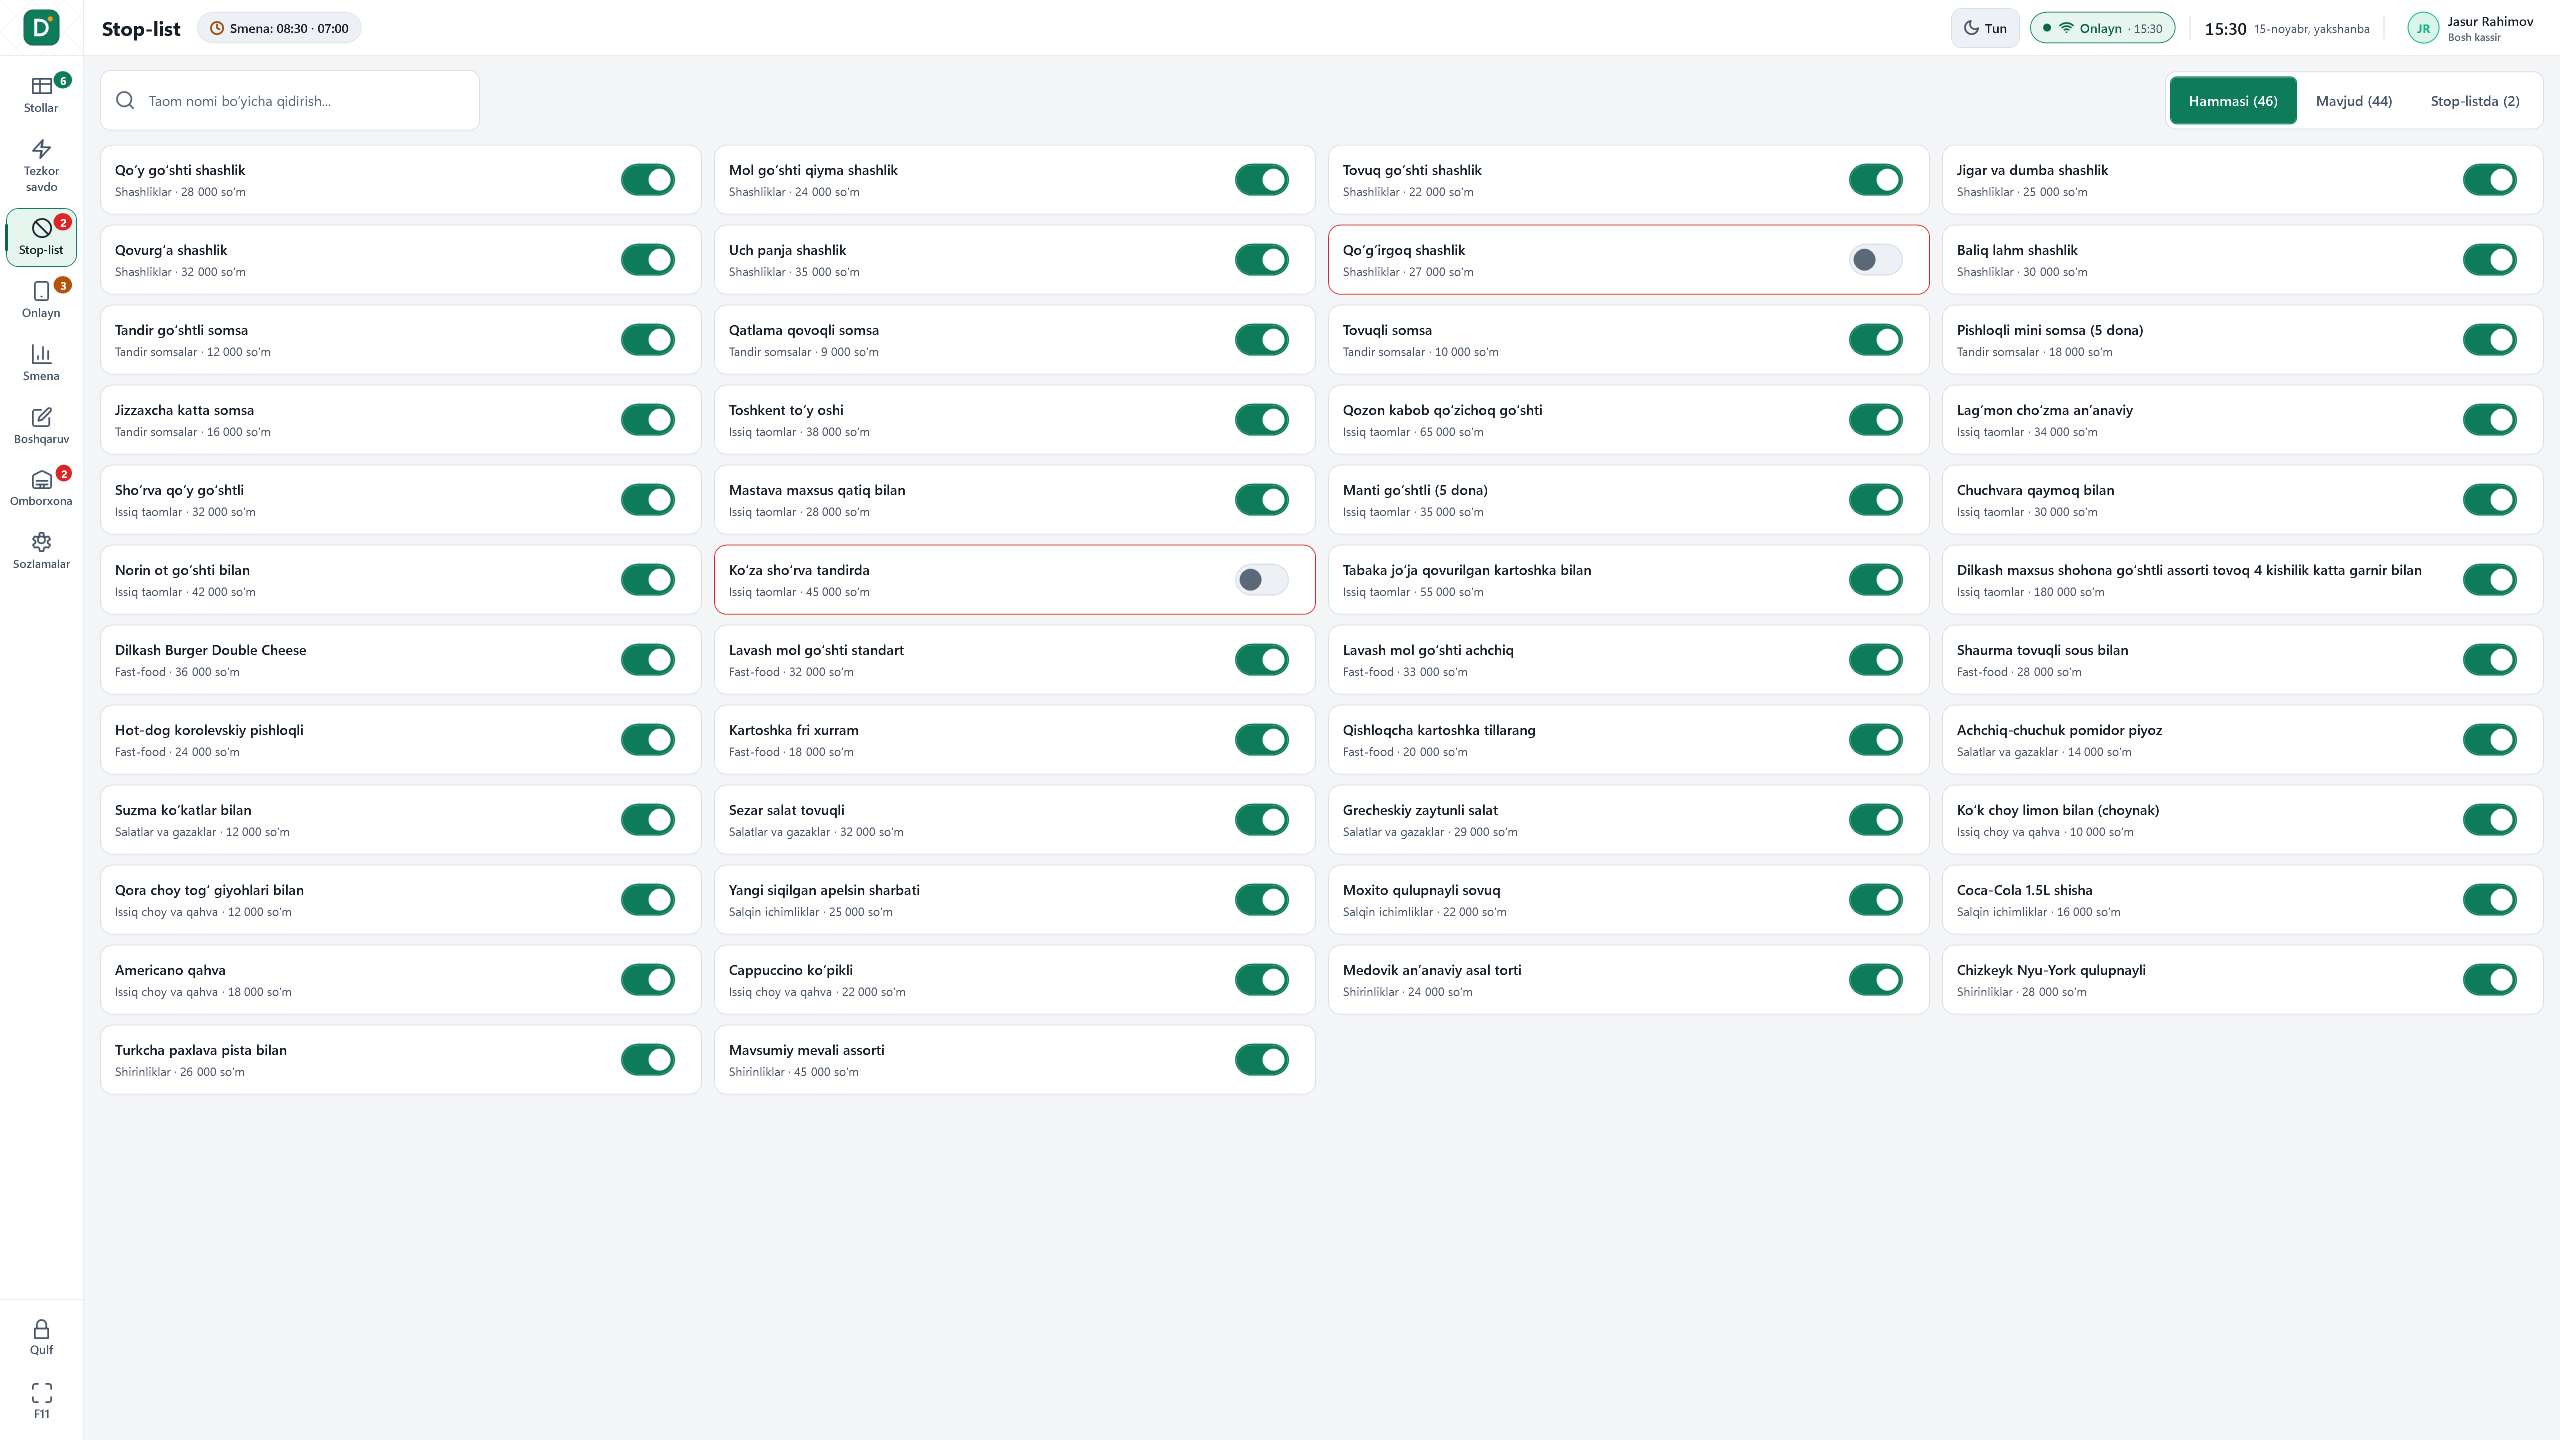 D
Stop-list
Smena: 08:30 · 07:00
Tun
Onlayn · 15:30
15:30
15-noyabr, yakshanba
JR
Jasur Rahimov
Bosh kassir
6
Stollar
Tezkor
savdo
2
Stop-list
3
Onlayn
Smena
Boshqaruv
2
Omborxona
Sozlamalar
Qulf
F11
Taom nomi bo‘yicha qidirish...
Hammasi (46)
Mavjud (44)
Stop-listda (2)
Qo‘y go‘shti shashlik
Shashliklar · 28 000 so‘m
Mol go‘shti qiyma shashlik
Shashliklar · 24 000 so‘m
Tovuq go‘shti shashlik
Shashliklar · 22 000 so‘m
Jigar va dumba shashlik
Shashliklar · 25 000 so‘m
Qovurg‘a shashlik
Shashliklar · 32 000 so‘m
Uch panja shashlik
Shashliklar · 35 000 so‘m
Qo‘g‘irgoq shashlik
Shashliklar · 27 000 so‘m
Baliq lahm shashlik
Shashliklar · 30 000 so‘m
Tandir go‘shtli somsa
Tandir somsalar · 12 000 so‘m
Qatlama qovoqli somsa
Tandir somsalar · 9 000 so‘m
Tovuqli somsa
Tandir somsalar · 10 000 so‘m
Pishloqli mini somsa (5 dona)
Tandir somsalar · 18 000 so‘m
Jizzaxcha katta somsa
Tandir somsalar · 16 000 so‘m
Toshkent to‘y oshi
Issiq taomlar · 38 000 so‘m
Qozon kabob qo‘zichoq go‘shti
Issiq taomlar · 65 000 so‘m
Lag‘mon cho‘zma an’anaviy
Issiq taomlar · 34 000 so‘m
Sho‘rva qo‘y go‘shtli
Issiq taomlar · 32 000 so‘m
Mastava maxsus qatiq bilan
Issiq taomlar · 28 000 so‘m
Manti go‘shtli (5 dona)
Issiq taomlar · 35 000 so‘m
Chuchvara qaymoq bilan
Issiq taomlar · 30 000 so‘m
Norin ot go‘shti bilan
Issiq taomlar · 42 000 so‘m
Ko‘za sho‘rva tandirda
Issiq taomlar · 45 000 so‘m
Tabaka jo‘ja qovurilgan kartoshka bilan
Issiq taomlar · 55 000 so‘m
Dilkash maxsus shohona go‘shtli assorti tovoq 4 kishilik katta garnir bilan
Issiq taomlar · 180 000 so‘m
Dilkash Burger Double Cheese
Fast-food · 36 000 so‘m
Lavash mol go‘shti standart
Fast-food · 32 000 so‘m
Lavash mol go‘shti achchiq
Fast-food · 33 000 so‘m
Shaurma tovuqli sous bilan
Fast-food · 28 000 so‘m
Hot-dog korolevskiy pishloqli
Fast-food · 24 000 so‘m
Kartoshka fri xurram
Fast-food · 18 000 so‘m
Qishloqcha kartoshka tillarang
Fast-food · 20 000 so‘m
Achchiq-chuchuk pomidor piyoz
Salatlar va gazaklar · 14 000 so‘m
Suzma ko‘katlar bilan
Salatlar va gazaklar · 12 000 so‘m
Sezar salat tovuqli
Salatlar va gazaklar · 32 000 so‘m
Grecheskiy zaytunli salat
Salatlar va gazaklar · 29 000 so‘m
Ko‘k choy limon bilan (choynak)
Issiq choy va qahva · 10 000 so‘m
Qora choy tog‘ giyohlari bilan
Issiq choy va qahva · 12 000 so‘m
Yangi siqilgan apelsin sharbati
Salqin ichimliklar · 25 000 so‘m
Moxito qulupnayli sovuq
Salqin ichimliklar · 22 000 so‘m
Coca-Cola 1.5L shisha
Salqin ichimliklar · 16 000 so‘m
Americano qahva
Issiq choy va qahva · 18 000 so‘m
Cappuccino ko‘pikli
Issiq choy va qahva · 22 000 so‘m
Medovik an’anaviy asal torti
Shirinliklar · 24 000 so‘m
Chizkeyk Nyu-York qulupnayli
Shirinliklar · 28 000 so‘m
Turkcha paxlava pista bilan
Shirinliklar · 26 000 so‘m
Mavsumiy mevali assorti
Shirinliklar · 45 000 so‘m